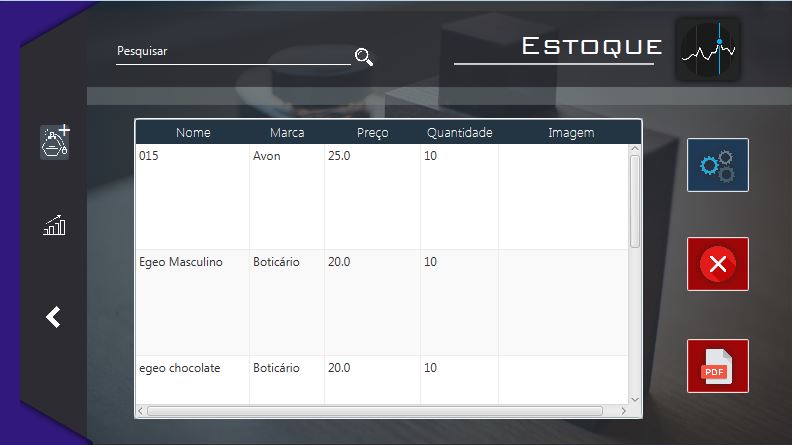 Pesquisar
Estoque
Nome Marca Preço Quantidade Imagem
015 Avon 25.0 10
Egeo Masculino Boticário 20.0 10
egeo chocolate Boticário 20.0 10
PDF